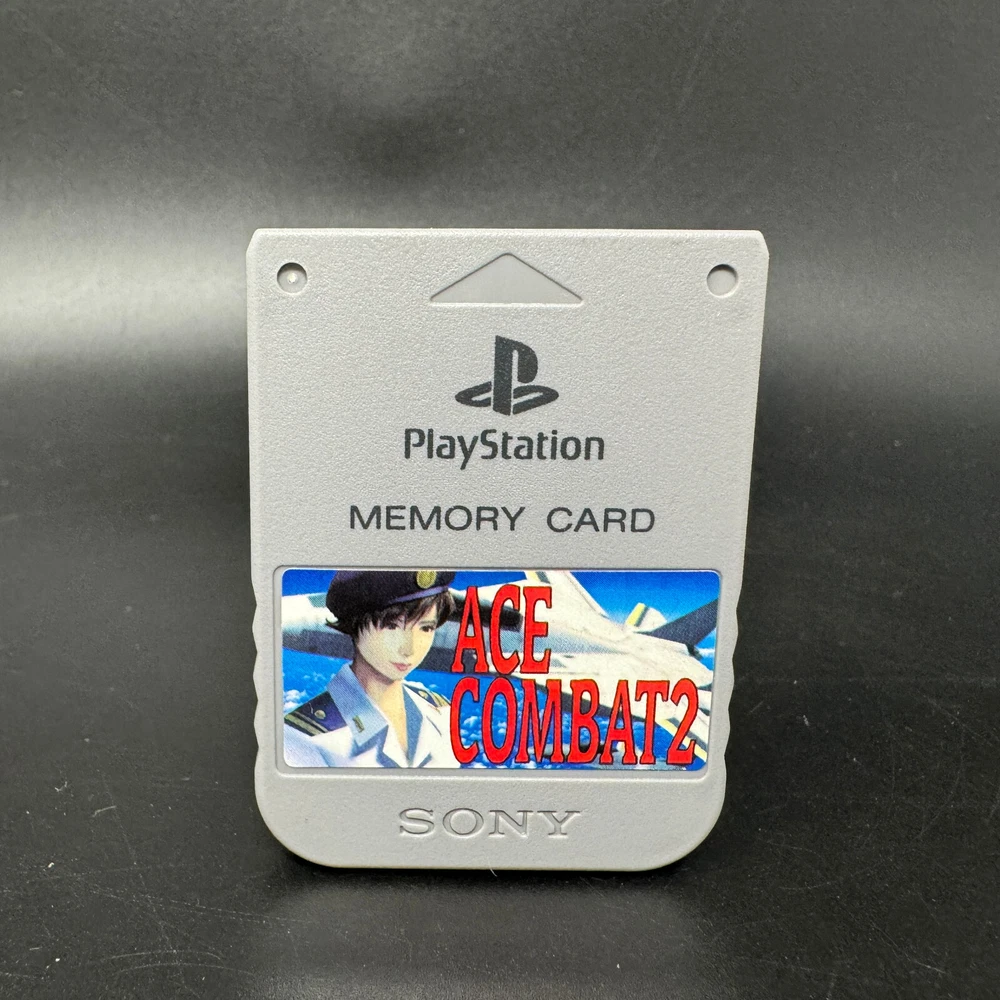 PlayStation
MEMORY CARD
ACE
COMBAT2
SONY